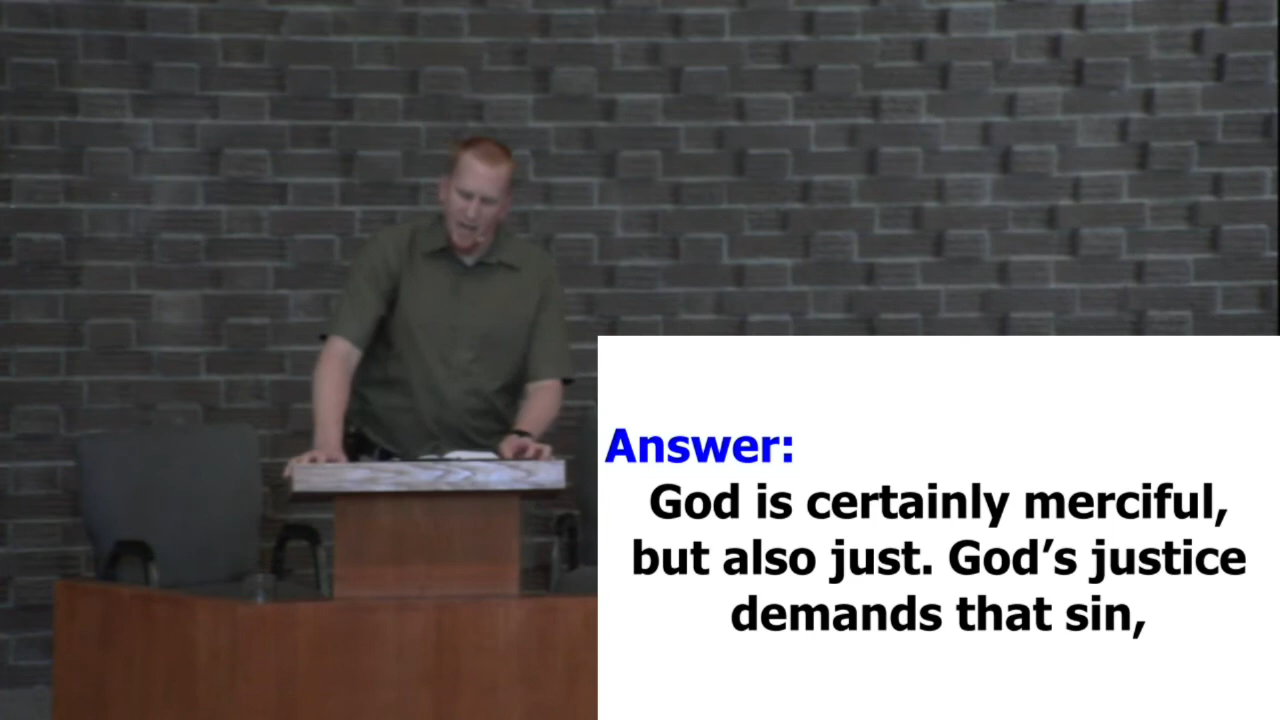 Answer:
God is certainly merciful,
but also just. God’s justice
demands that sin,